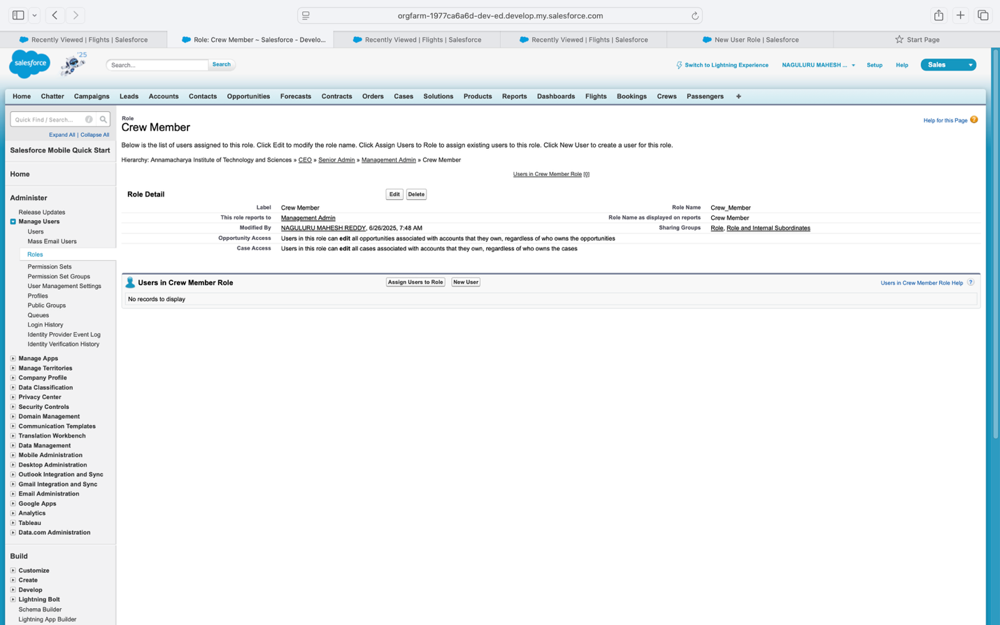 orgfarm-1977ca6a6d-dev-ed.develop.my.salesforce.com
Recently Viewed | Flights | Salesforce
Role: Crew Member ~ Salesforce - Develo...
Recently Viewed | Flights | Salesforce
Recently Viewed | Flights | Salesforce
New User Role | Salesforce
Start Page
salesforce
'25
Search...
Search
Switch to Lightning Experience
NAGULURU MAHESH ...
Setup
Help
Sales
Home Chatter Campaigns Leads Accounts Contacts Opportunities Forecasts Contracts Orders Cases Solutions Products Reports Dashboards Flights Bookings Crews Passengers +
Quick Find / Search...
Expand All | Collapse All
Salesforce Mobile Quick Start
Home
Administer
Release Updates
Manage Users
Users
Mass Email Users
Roles
Permission Sets
Permission Set Groups
User Management Settings
Profiles
Public Groups
Queues
Login History
Identity Provider Event Log
Identity Verification History
Manage Apps
Manage Territories
Company Profile
Data Classification
Privacy Center
Security Controls
Domain Management
Communication Templates
Translation Workbench
Data Management
Mobile Administration
Desktop Administration
Outlook Integration and Sync
Gmail Integration and Sync
Email Administration
Google Apps
Analytics
Tableau
Data.com Administration
Build
Customize
Create
Develop
Lightning Bolt
Schema Builder
Lightning App Builder
Role
Crew Member
Help for this Page ?
Below is the list of users assigned to this role. Click Edit to modify the role name. Click Assign Users to Role to assign existing users to this role. Click New User to create a user for this role.
Hierarchy: Annamacharya Institute of Technology and Sciences » CEO » Senior Admin » Management Admin » Crew Member
Users in Crew Member Role [0]
Role Detail Edit Delete
Label Crew Member Role Name Crew_Member
This role reports to Management Admin Role Name as displayed on reports Crew Member
Modified By NAGULURU MAHESH REDDY, 6/26/2025, 7:48 AM Sharing Groups Role, Role and Internal Subordinates
Opportunity Access Users in this role can edit all opportunities associated with accounts that they own, regardless of who owns the opportunities
Case Access Users in this role can edit all cases associated with accounts that they own, regardless of who owns the cases
Users in Crew Member Role Assign Users to Role New User Users in Crew Member Role Help ?
No records to display